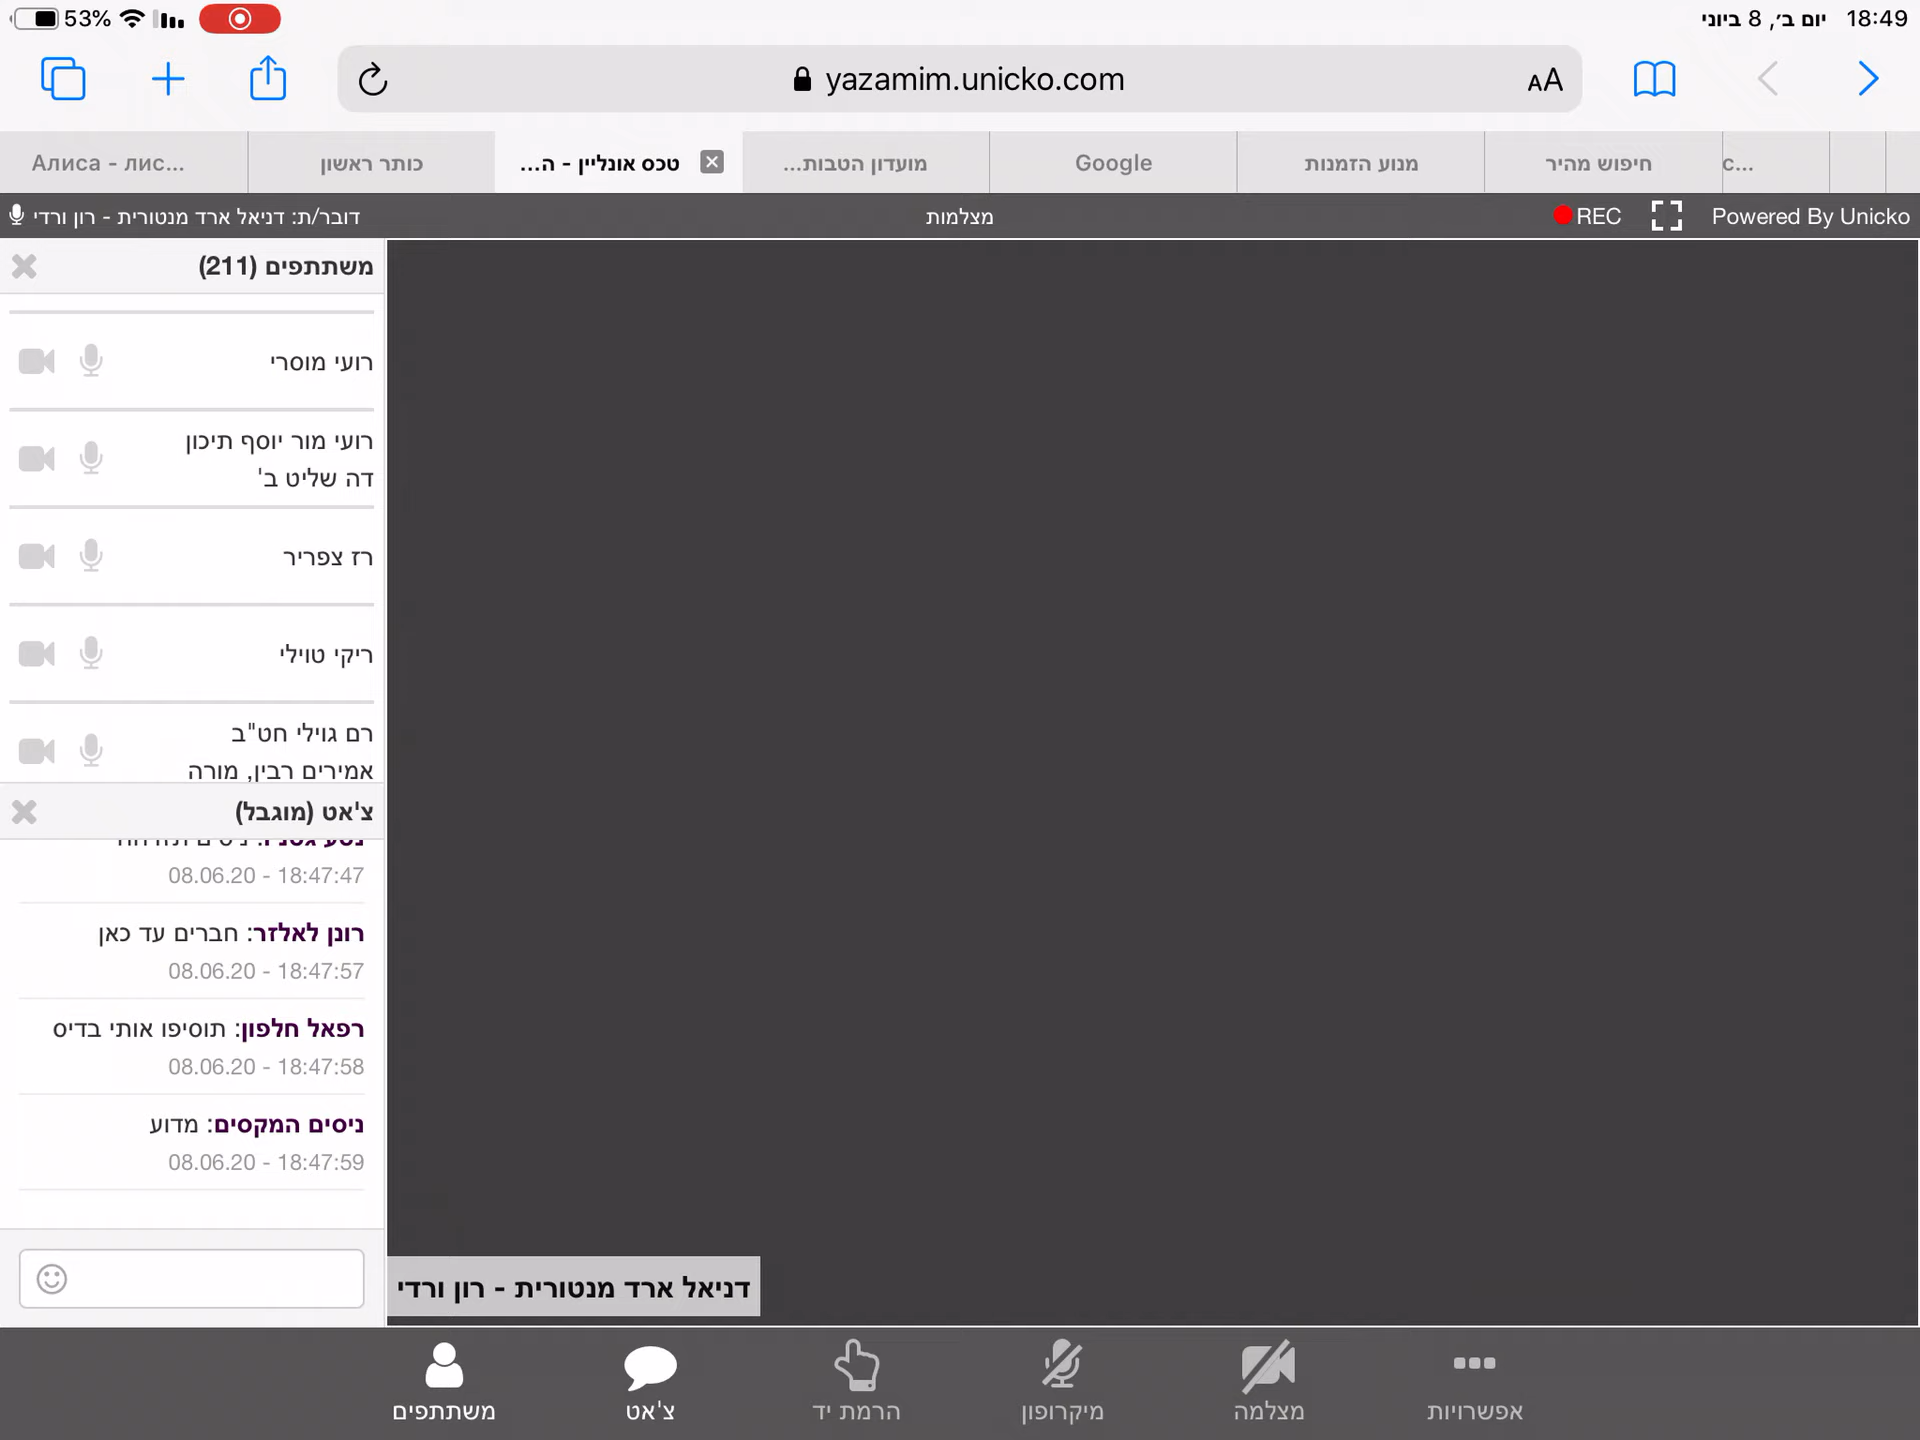 53%
18:49 יום ב׳, 8 ביוני
yazamim.unicko.com
AA
Алиса - лис...
כותר ראשון
טכס אונליין - ה...
מועדון הטבות...
Google
מנוע הזמנות
חיפוש מהיר
c...
דובר/ת: דניאל ארד מנטורית - רון ורדי
מצלמות
REC
Powered By Unicko
משתתפים (211)
רועי מוסרי
רועי מור יוסף תיכון
דה שליט ב'
רז צפריר
ריקי טוילי
רם גוילי חט"ב
אמירים רבין, מורה
צ'אט (מוגבל)
08.06.20 - 18:47:47
רונן לאלזר: חברים עד כאן
08.06.20 - 18:47:57
רפאל חלפון: תוסיפו אותי בדיס
08.06.20 - 18:47:58
ניסים המקסים: מדוע
08.06.20 - 18:47:59
דניאל ארד מנטורית - רון ורדי
משתתפים
צ'אט
הרמת יד
מיקרופון
מצלמה
אפשרויות